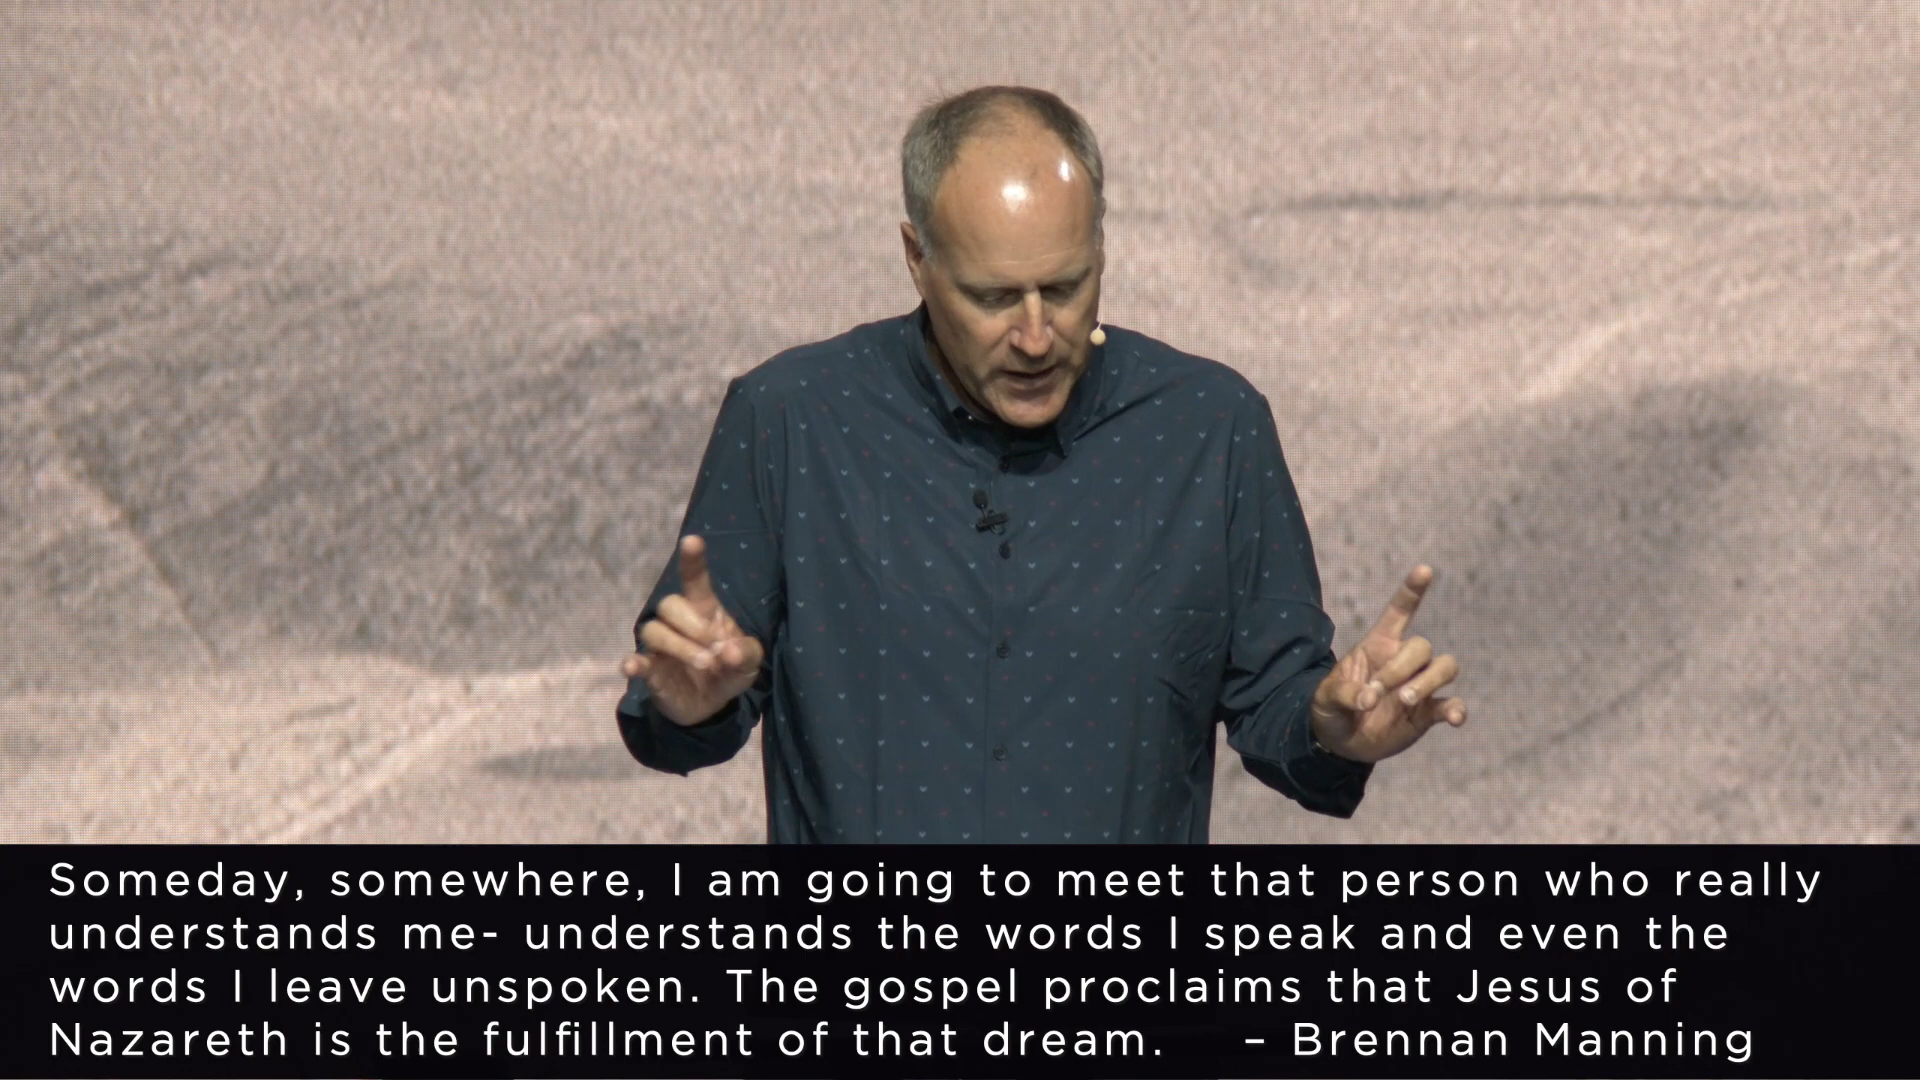 Someday, somewhere, I am going to meet that person who really
understands me- understands the words I speak and even the
words I leave unspoken. The gospel proclaims that Jesus of
Nazareth is the fulfillment of that dream. – Brennan Manning